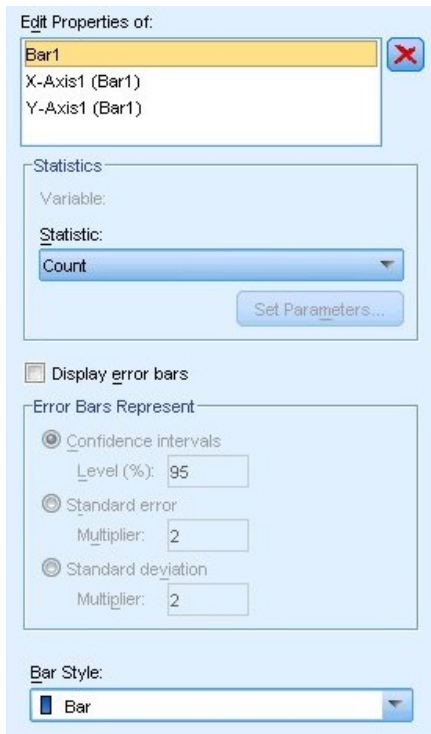 Edit Properties of:
Bar1
X-Axis1 (Bar1)
Y-Axis1 (Bar1)
Statistics
Variable:
Statistic:
Count
Set Parameters...
Display error bars
Error Bars Represent
Confidence intervals
Level (%): 95
Standard error
Multiplier: 2
Standard deviation
Multiplier: 2
Bar Style:
Bar